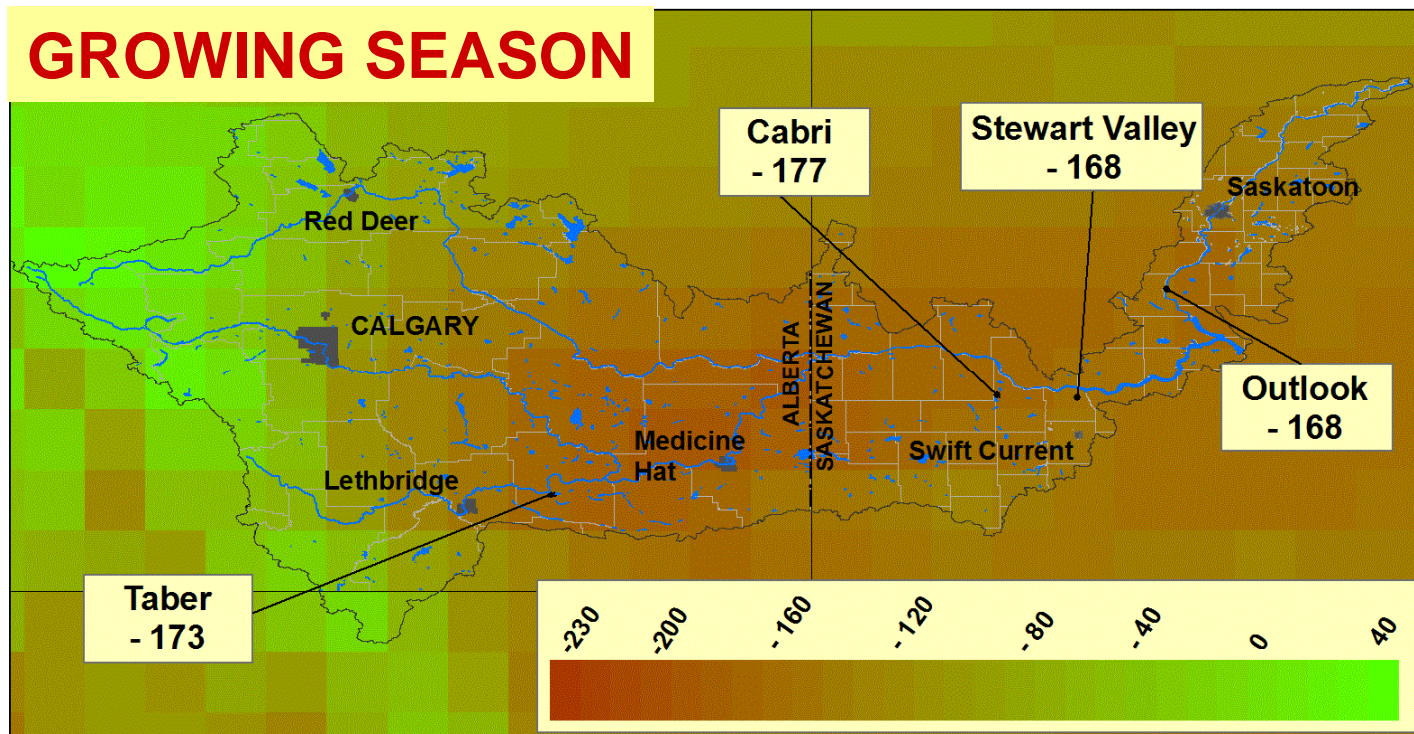 GROWING SEASON
Cabri
- 177
Stewart Valley
- 168
Saskatoon
Red Deer
CALGARY
ALBERTA
SASKATCHEWAN
Outlook
- 168
Medicine
Hat
Swift Current
Lethbridge
Taber
- 173
-230
-200
- 160
- 120
- 80
- 40
0
40